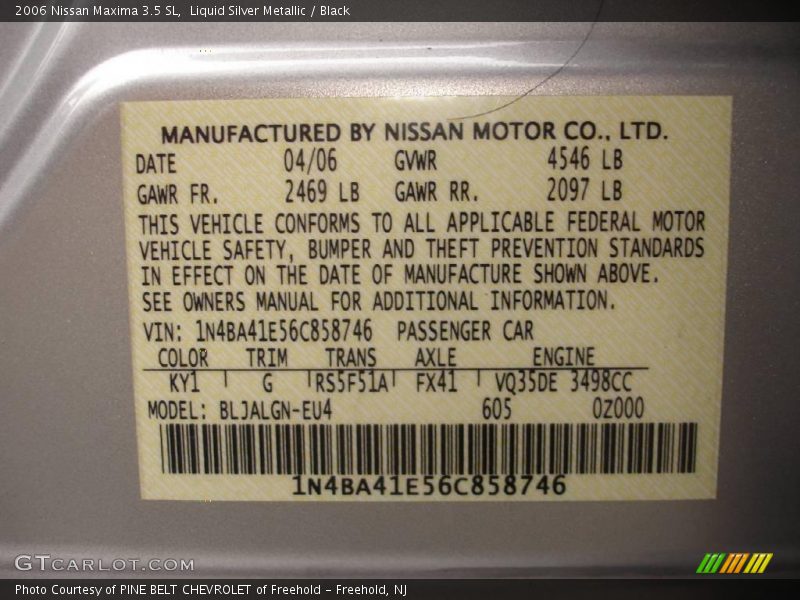 2006 Nissan Maxima 3.5 SL,  Liquid Silver Metallic / Black
MANUFACTURED BY NISSAN MOTOR CO., LTD.
DATE 04/06 GVWR 4546 LB
GAWR FR. 2469 LB GAWR RR. 2097 LB
THIS VEHICLE CONFORMS TO ALL APPLICABLE FEDERAL MOTOR
VEHICLE SAFETY, BUMPER AND THEFT PREVENTION STANDARDS
IN EFFECT ON THE DATE OF MANUFACTURE SHOWN ABOVE.
SEE OWNERS MANUAL FOR ADDITIONAL INFORMATION.
VIN: 1N4BA41E56C858746 PASSENGER CAR
COLOR TRIM TRANS AXLE ENGINE
KY1 G RS5F51A FX41 VQ35DE 3498CC
MODEL: BLJALGN-EU4 605 0Z000
1N4BA41E56C858746
GTCARLOT.COM
Photo Courtesy of PINE BELT CHEVROLET of Freehold - Freehold, NJ